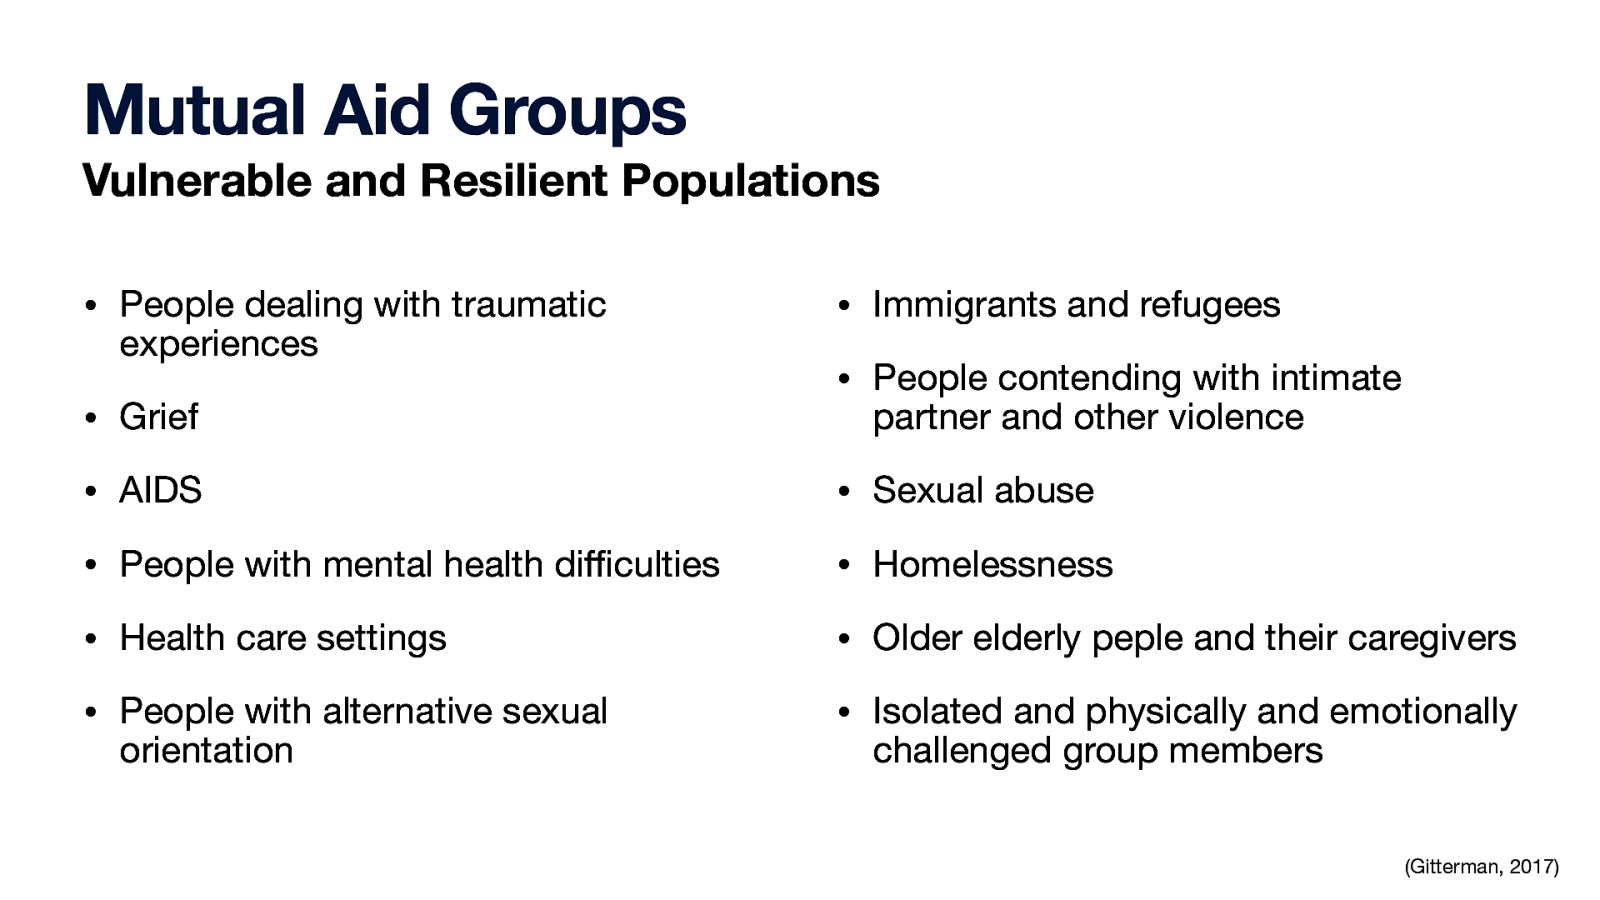 Mutual Aid Groups
Vulnerable and Resilient Populations
• People dealing with traumatic
experiences
• Grief
• AIDS
• People with mental health difficulties
• Health care settings
• People with alternative sexual
orientation
• Immigrants and refugees
• People contending with intimate
partner and other violence
• Sexual abuse
• Homelessness
• Older elderly peple and their caregivers
• Isolated and physically and emotionally
challenged group members
(Gitterman, 2017)